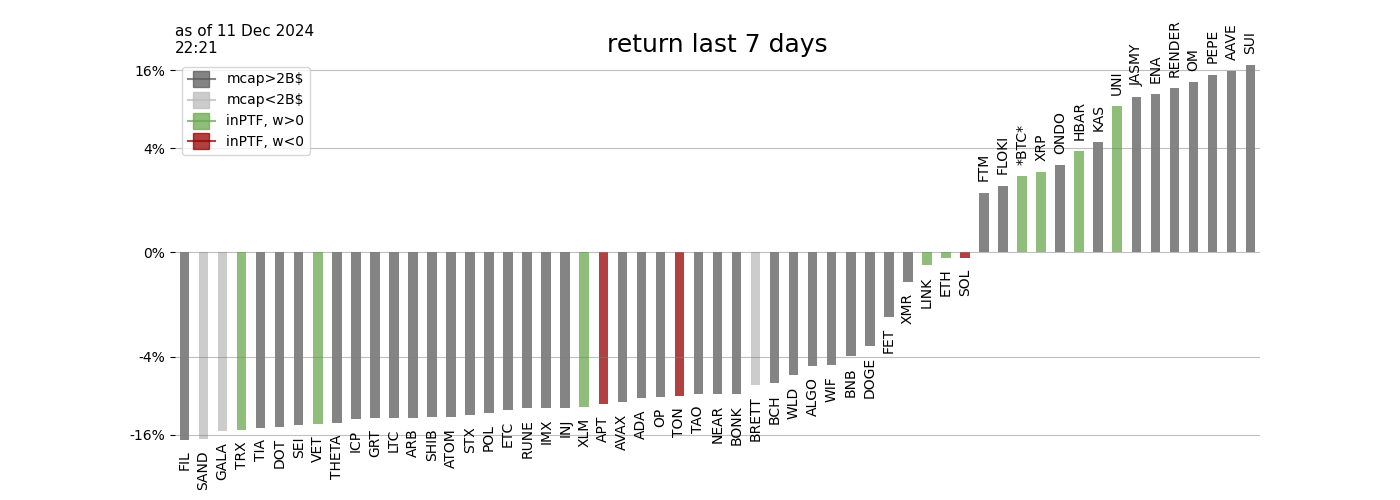 as of 11 Dec 2024
22:21
return last 7 days
mcap>2B$
mcap<2B$
inPTF, w>0
inPTF, w<0
16%
4%
0%
-4%
-16%
FIL
SAND
GALA
TRX
TIA
DOT
SEI
VET
THETA
ICP
GRT
LTC
ARB
SHIB
ATOM
STX
POL
ETC
RUNE
IMX
INJ
XLM
APT
AVAX
ADA
OP
TON
TAO
NEAR
BONK
BRETT
BCH
WLD
ALGO
WIF
BNB
DOGE
FET
XMR
LINK
ETH
SOL
FTM
FLOKI
*BTC*
XRP
ONDO
HBAR
KAS
UNI
JASMY
ENA
RENDER
OM
PEPE
AAVE
SUI